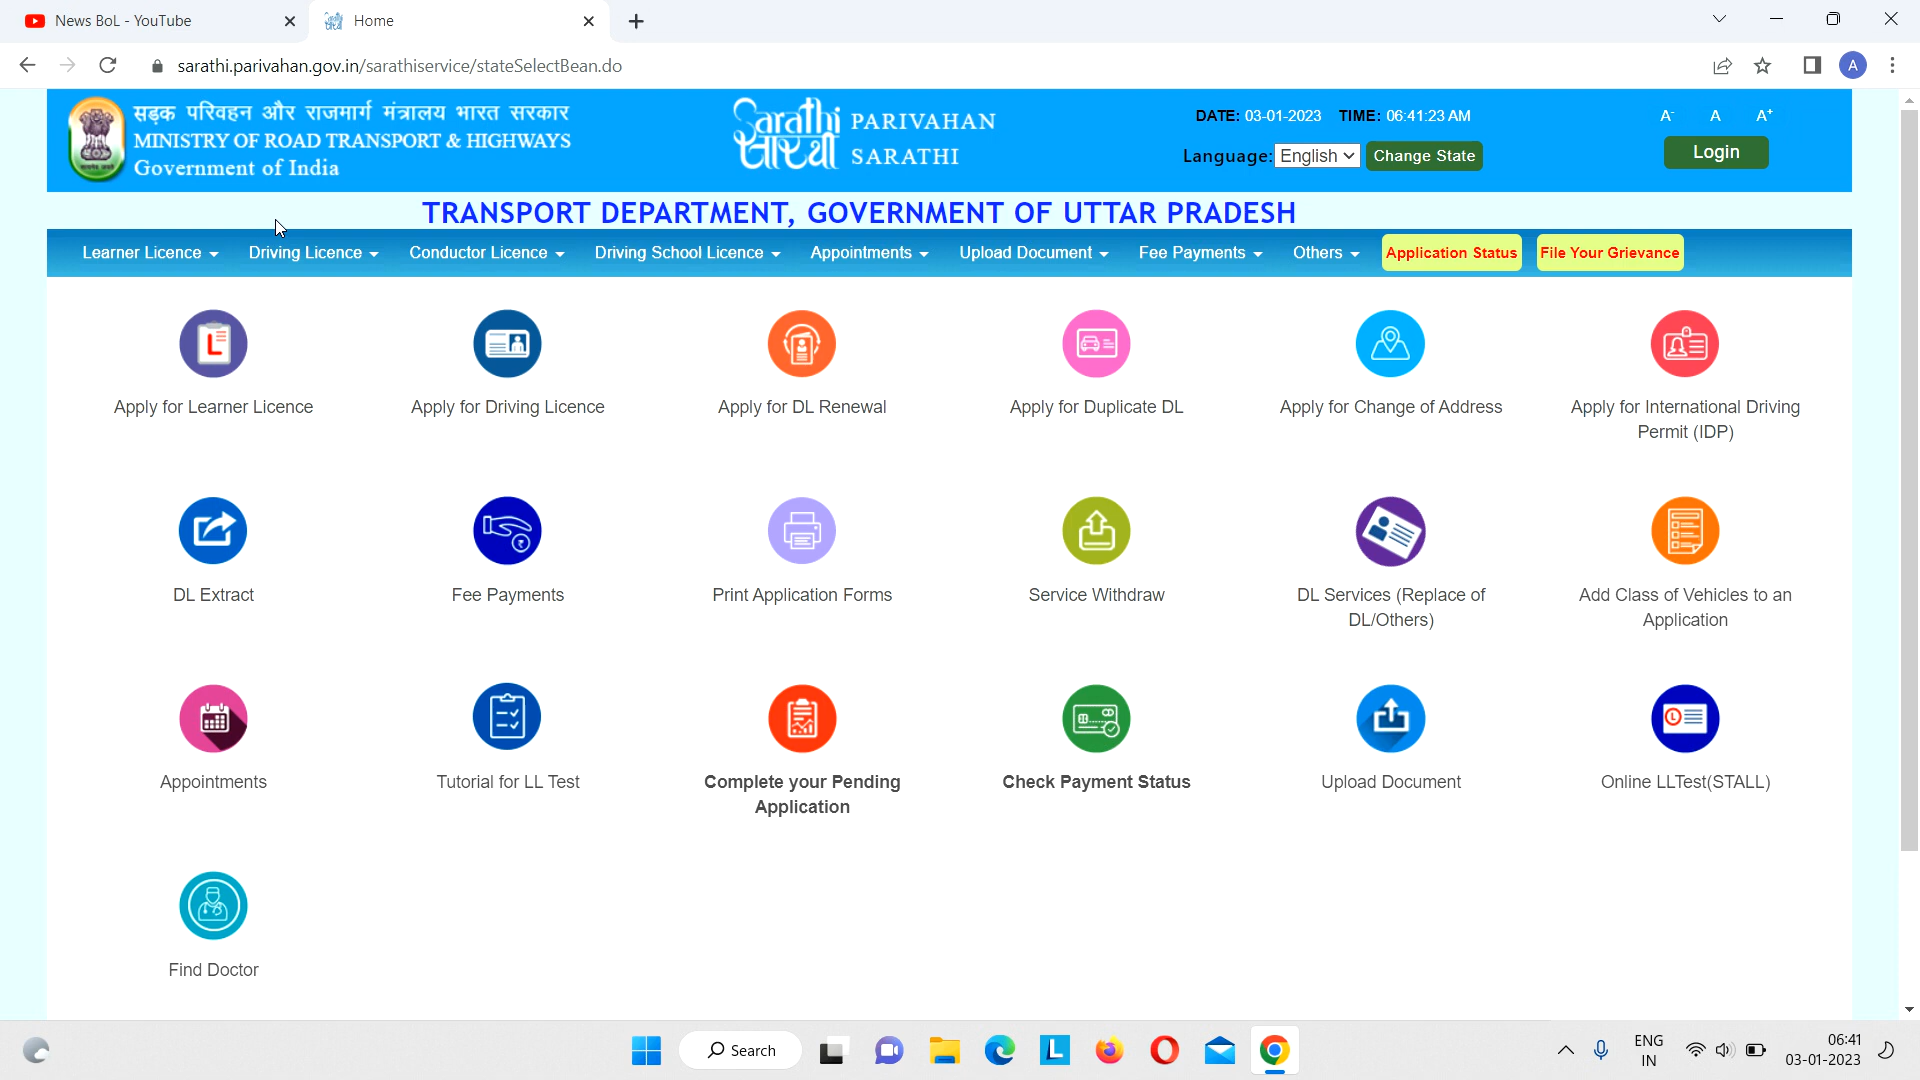 News BoL - YouTube
Home
sarathi.parivahan.gov.in/sarathiservice/stateSelectBean.do
A
सड़क परिवहन और राजमार्ग मंत्रालय भारत सरकार
MINISTRY OF ROAD TRANSPORT & HIGHWAYS
Government of India
Sarathi
सारथी
PARIVAHAN
SARATHI
DATE: 03-01-2023 TIME: 06:41:23 AM
Language: English Change State
A- A A+
Login
TRANSPORT DEPARTMENT, GOVERNMENT OF UTTAR PRADESH
Learner Licence Driving Licence Conductor Licence Driving School Licence Appointments Upload Document Fee Payments Others Application Status File Your Grievance
L
Apply for Learner Licence
Apply for Driving Licence
Apply for DL Renewal
Apply for Duplicate DL
Apply for Change of Address
Apply for International Driving
Permit (IDP)
DL Extract
₹
Fee Payments
Print Application Forms
Service Withdraw
DL Services (Replace of
DL/Others)
Add Class of Vehicles to an
Application
Appointments
Tutorial for LL Test
Complete your Pending
Application
Check Payment Status
Upload Document
L
Online LLTest(STALL)
Find Doctor
Search
L
ENG
IN
06:41
03-01-2023